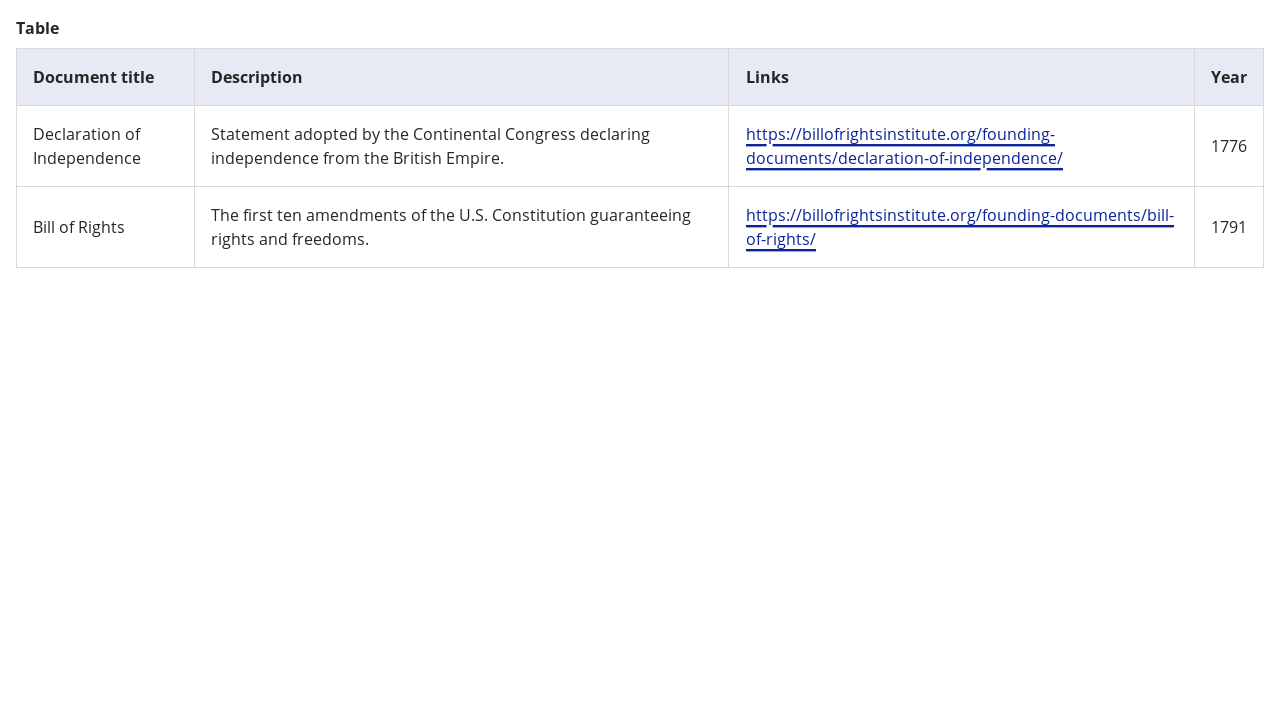 Table
Document title Description Links Year
Declaration of
Independence
Statement adopted by the Continental Congress declaring
independence from the British Empire.
https://billofrightsinstitute.org/founding-
documents/declaration-of-independence/
1776
Bill of Rights
The first ten amendments of the U.S. Constitution guaranteeing
rights and freedoms.
https://billofrightsinstitute.org/founding-documents/bill-
of-rights/
1791